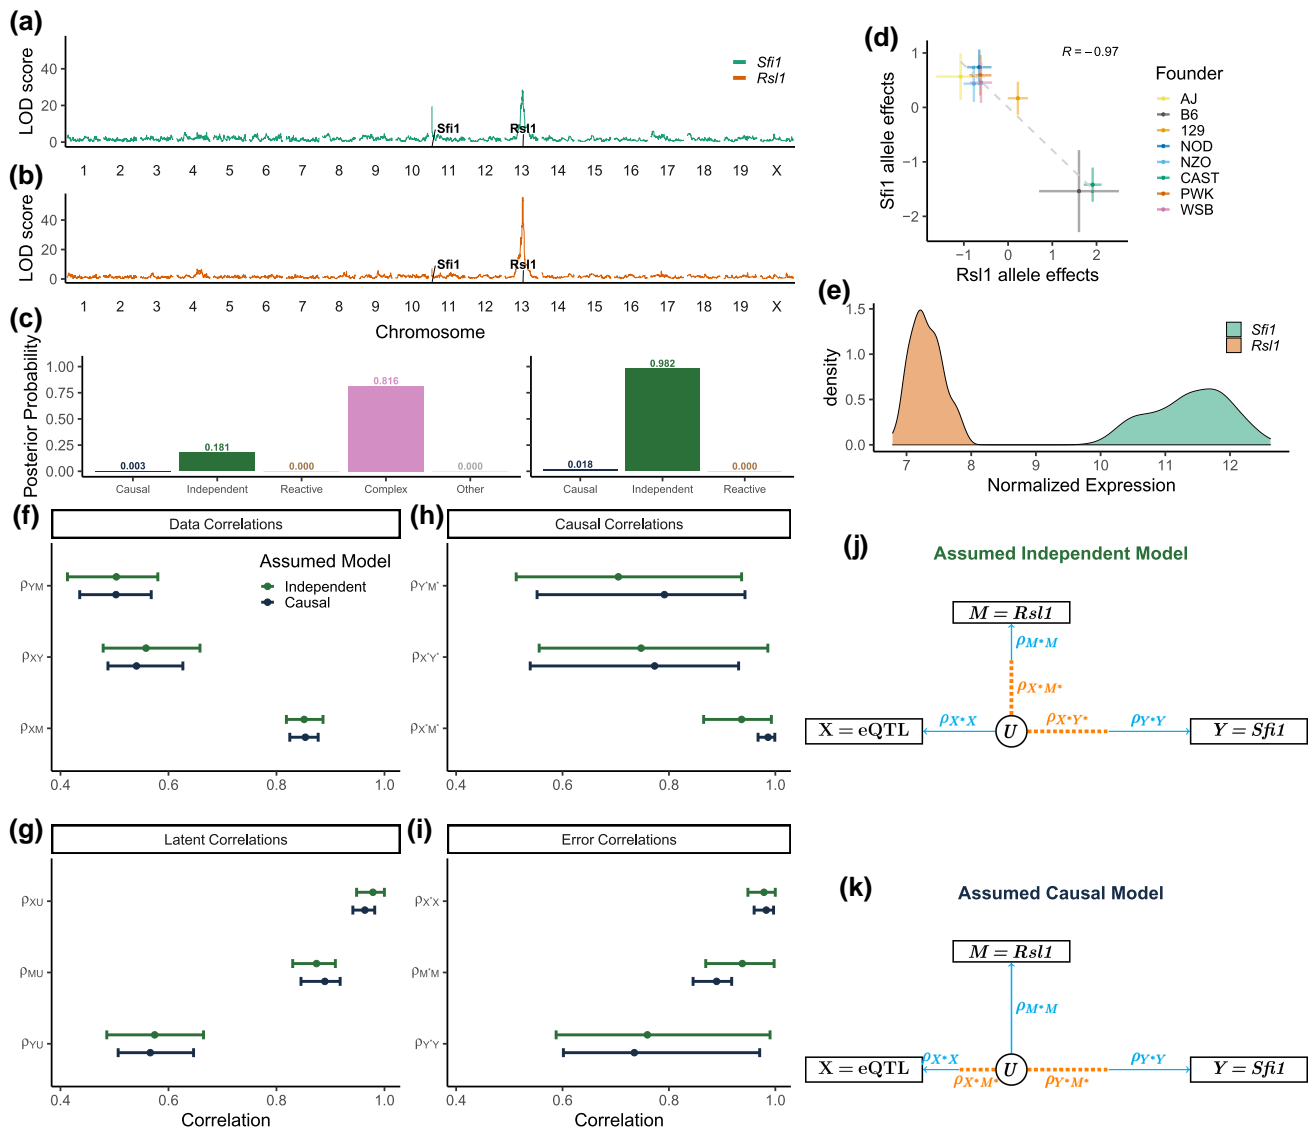 (a)
LOD score
40
20
0
Sfi1
Rsl1
Sfi1
Rsl1
1 2 3 4 5 6 7 8 9 10 11 12 13 14 15 16 17 18 19 X
(b)
LOD score
40
20
0
Sfi1
Rsl1
1 2 3 4 5 6 7 8 9 10 11 12 13 14 15 16 17 18 19 X
Chromosome
(c)
Posterior Probability
1.00
0.75
0.50
0.25
0.00
0.003
0.181
0.000
0.816
0.000
Causal Independent Reactive Complex Other
0.018
0.982
0.000
Causal Independent Reactive
(d)
R = −0.97
Sfi1 allele effects
1
0
−1
−2
−1 0 1 2
Rsl1 allele effects
Founder
AJ
B6
129
NOD
NZO
CAST
PWK
WSB
(e)
density
1.5
1.0
0.5
0.0
Sfi1
Rsl1
7 8 9 10 11 12
Normalized Expression
(f)
Data Correlations
Assumed Model
Independent
Causal
ρYM
ρXY
ρXM
0.4 0.6 0.8 1.0
(h)
Causal Correlations
ρY*M*
ρX*Y*
ρX*M*
0.4 0.6 0.8 1.0
(g)
Latent Correlations
ρXU
ρMU
ρYU
0.4 0.6 0.8 1.0
Correlation
(i)
Error Correlations
ρX*X
ρM*M
ρY*Y
0.4 0.6 0.8 1.0
Correlation
(j)
Assumed Independent Model
M = Rsl1
ρM*M
ρX*M*
ρX*X
ρX*Y*
ρY*Y
X = eQTL
U
Y = Sfi1
(k)
Assumed Causal Model
M = Rsl1
ρM*M
ρX*X
ρY*Y
X = eQTL
ρX*M*
U
ρY*M*
Y = Sfi1